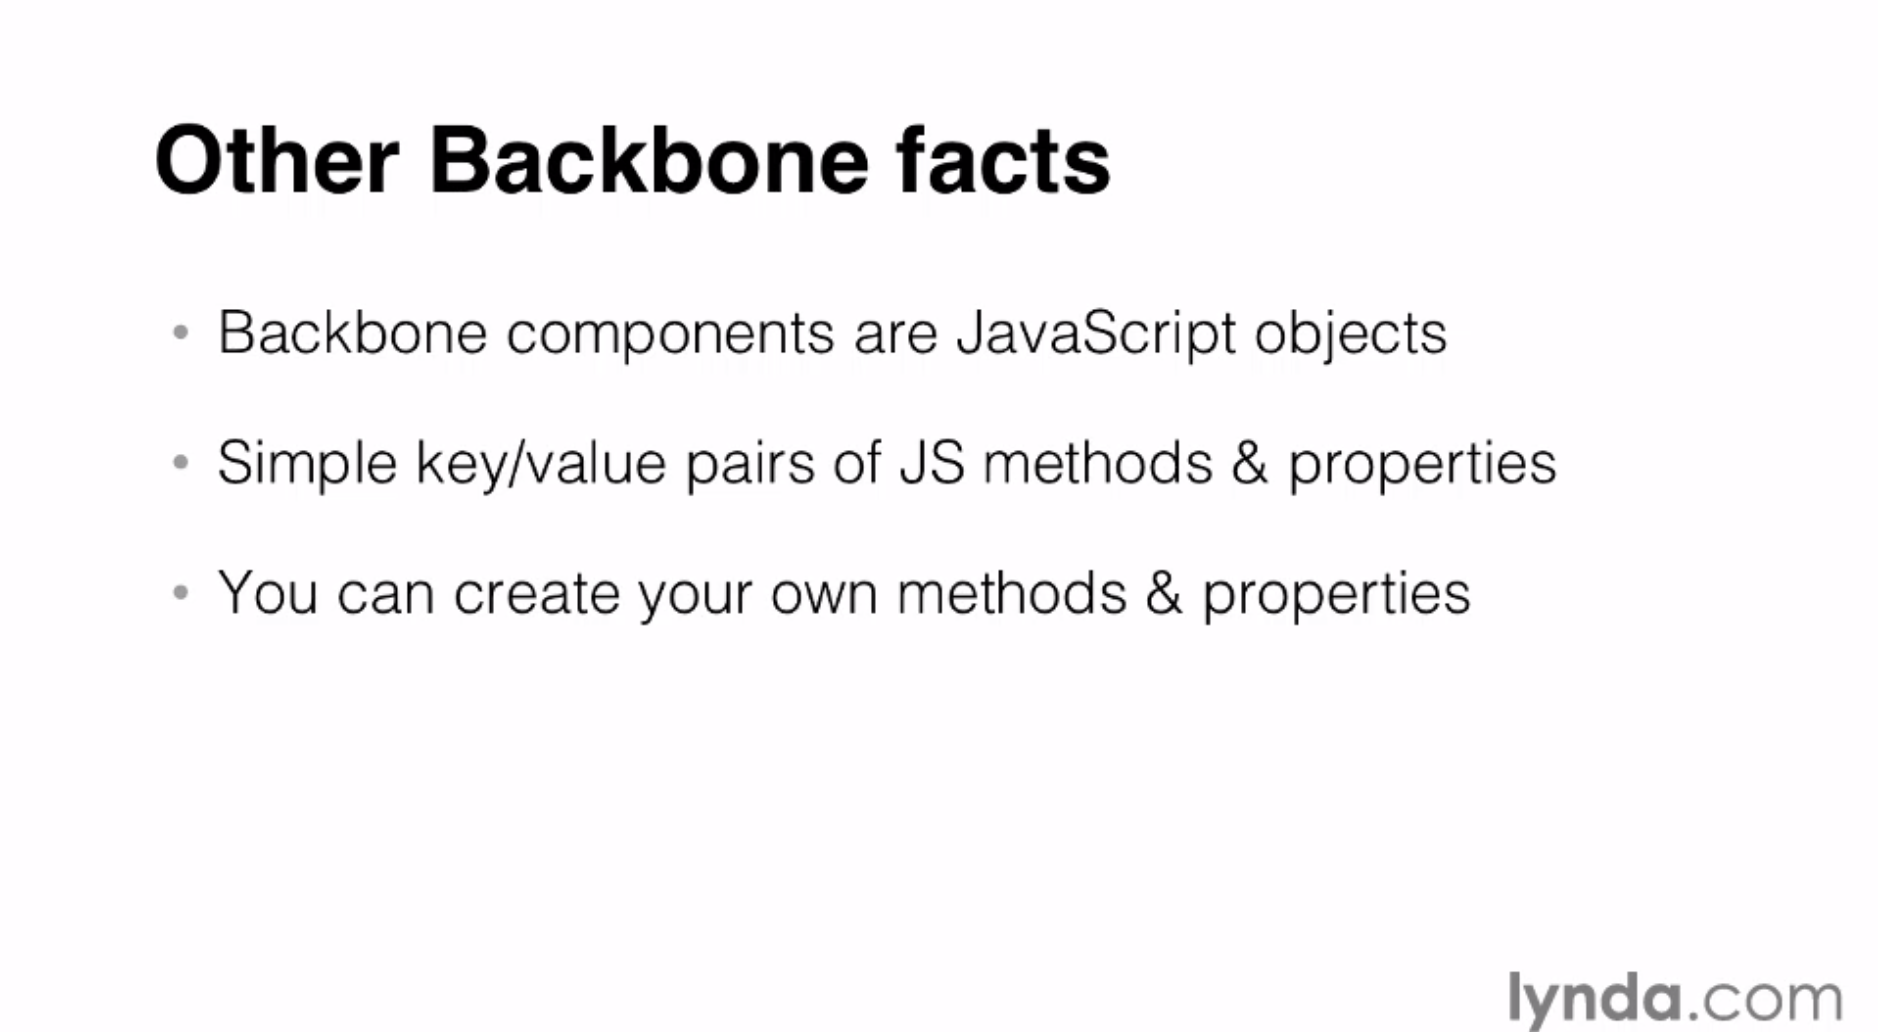 Other Backbone facts
• Backbone components are JavaScript objects
• Simple key/value pairs of JS methods & properties
• You can create your own methods & properties
lynda.com